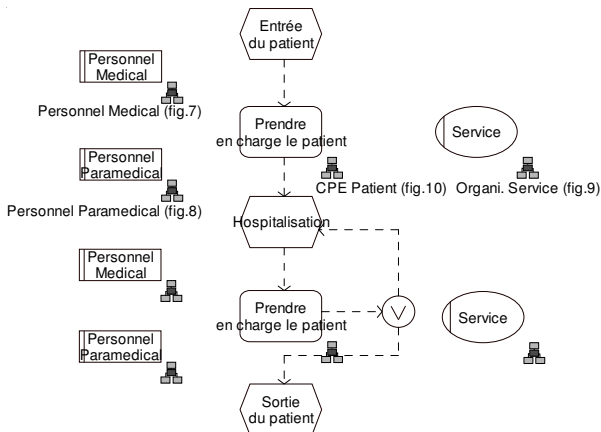 Entrée
du patient
Personnel
Medical
Personnel Medical (fig.7)
Prendre
en charge le patient
Service
Personnel
Paramedical
CPE Patient (fig.10)
Organi. Service (fig.9)
Personnel Paramedical (fig.8)
Hospitalisation
Personnel
Medical
Prendre
en charge le patient
V
Service
Personnel
Paramedical
Sortie
du patient